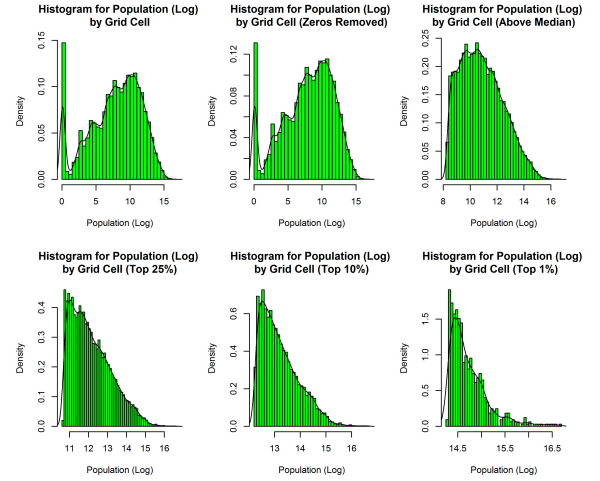 Histogram for Population (Log)
by Grid Cell
Density
0.00
0.05
0.10
0.15
0
5
10
15
Population (Log)
Histogram for Population (Log)
by Grid Cell (Zeros Removed)
Density
0.00
0.04
0.08
0.12
0
5
10
15
Population (Log)
Histogram for Population (Log)
by Grid Cell (Above Median)
Density
0.00
0.05
0.10
0.15
0.20
0.25
8
10
12
14
16
Population (Log)
Histogram for Population (Log)
by Grid Cell (Top 25%)
Density
0.0
0.1
0.2
0.3
0.4
11
12
13
14
15
16
Population (Log)
Histogram for Population (Log)
by Grid Cell (Top 10%)
Density
0.0
0.2
0.4
0.6
13
14
15
16
Population (Log)
Histogram for Population (Log)
by Grid Cell (Top 1%)
Density
0.0
0.5
1.0
1.5
14.5
15.5
16.5
Population (Log)